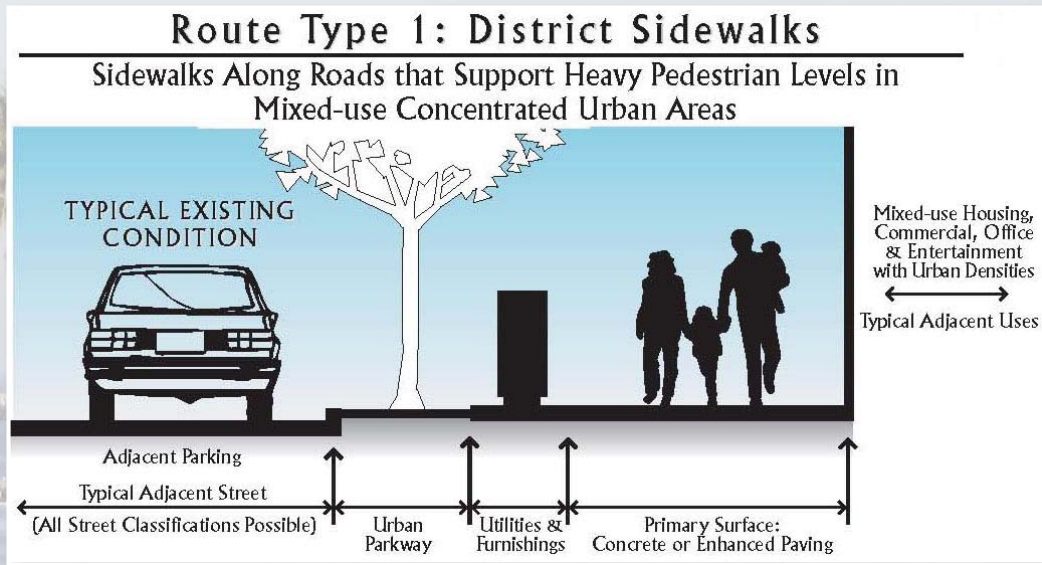 Route Type 1: District Sidewalks
Sidewalks Along Roads that Support Heavy Pedestrian Levels in
Mixed-use Concentrated Urban Areas
TYPICAL EXISTING
CONDITION
Mixed-use Housing,
Commercial, Office
& Entertainment
with Urban Densities
Typical Adjacent Uses
Adjacent Parking
Typical Adjacent Street
(All Street Classifications Possible)
Urban
Parkway
Utilities &
Furnishings
Primary Surface:
Concrete or Enhanced Paving